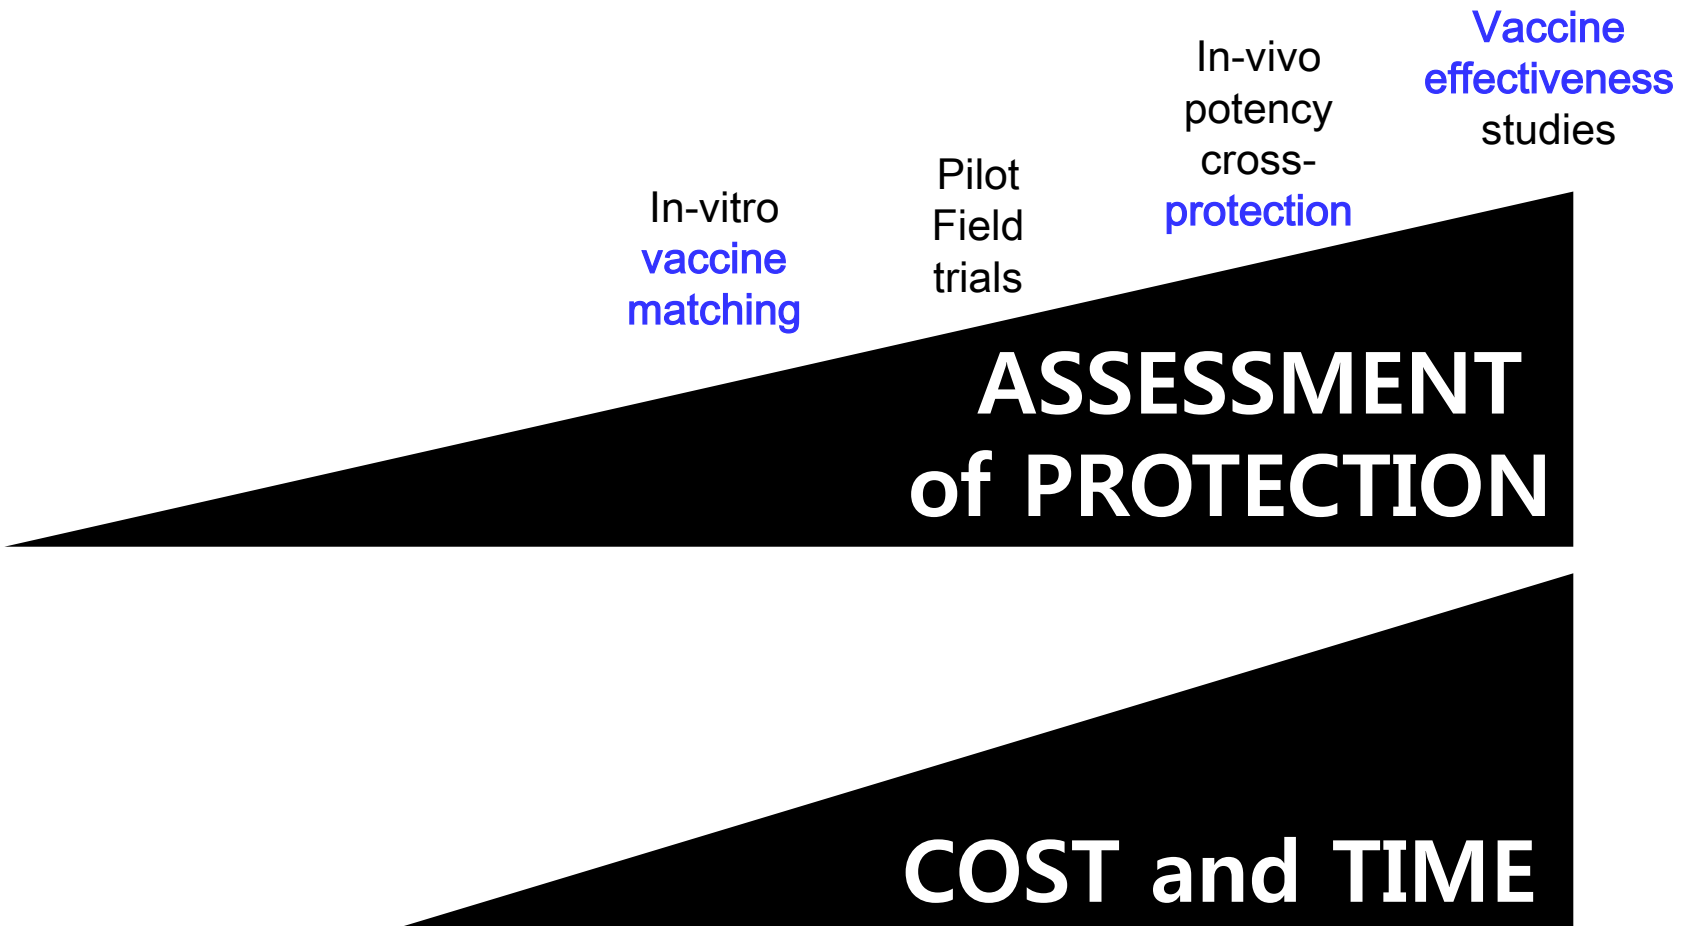 In-vitro
vaccine
matching
Pilot
Field
trials
In-vivo
potency
cross-
protection
Vaccine
effectiveness
studies
ASSESSMENT
of PROTECTION
COST and TIME